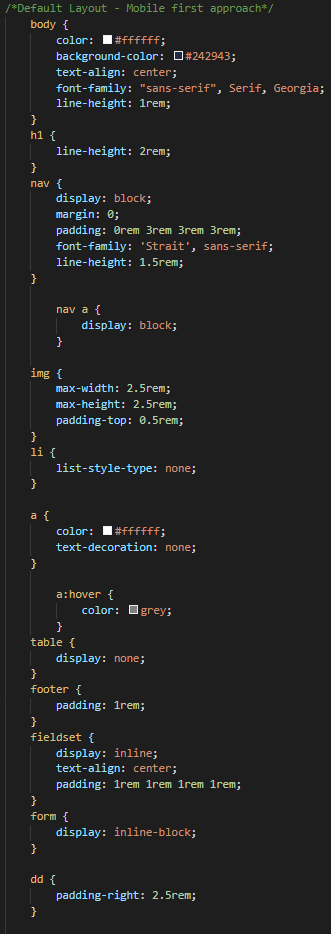 /*Default Layout - Mobile first approach*/
body {
color: #ffffff;
background-color: #242943;
text-align: center;
font-family: "sans-serif", Serif, Georgia;
line-height: 1rem;
}
h1 {
line-height: 2rem;
}
nav {
display: block;
margin: 0;
padding: 0rem 3rem 3rem 3rem;
font-family: 'Strait', sans-serif;
line-height: 1.5rem;
}
nav a {
display: block;
}
img {
max-width: 2.5rem;
max-height: 2.5rem;
padding-top: 0.5rem;
}
li {
list-style-type: none;
}
a {
color: #ffffff;
text-decoration: none;
}
a:hover {
color: grey;
}
table {
display: none;
}
footer {
padding: 1rem;
}
fieldset {
display: inline;
text-align: center;
padding: 1rem 1rem 1rem 1rem;
}
form {
display: inline-block;
}
dd {
padding-right: 2.5rem;
}